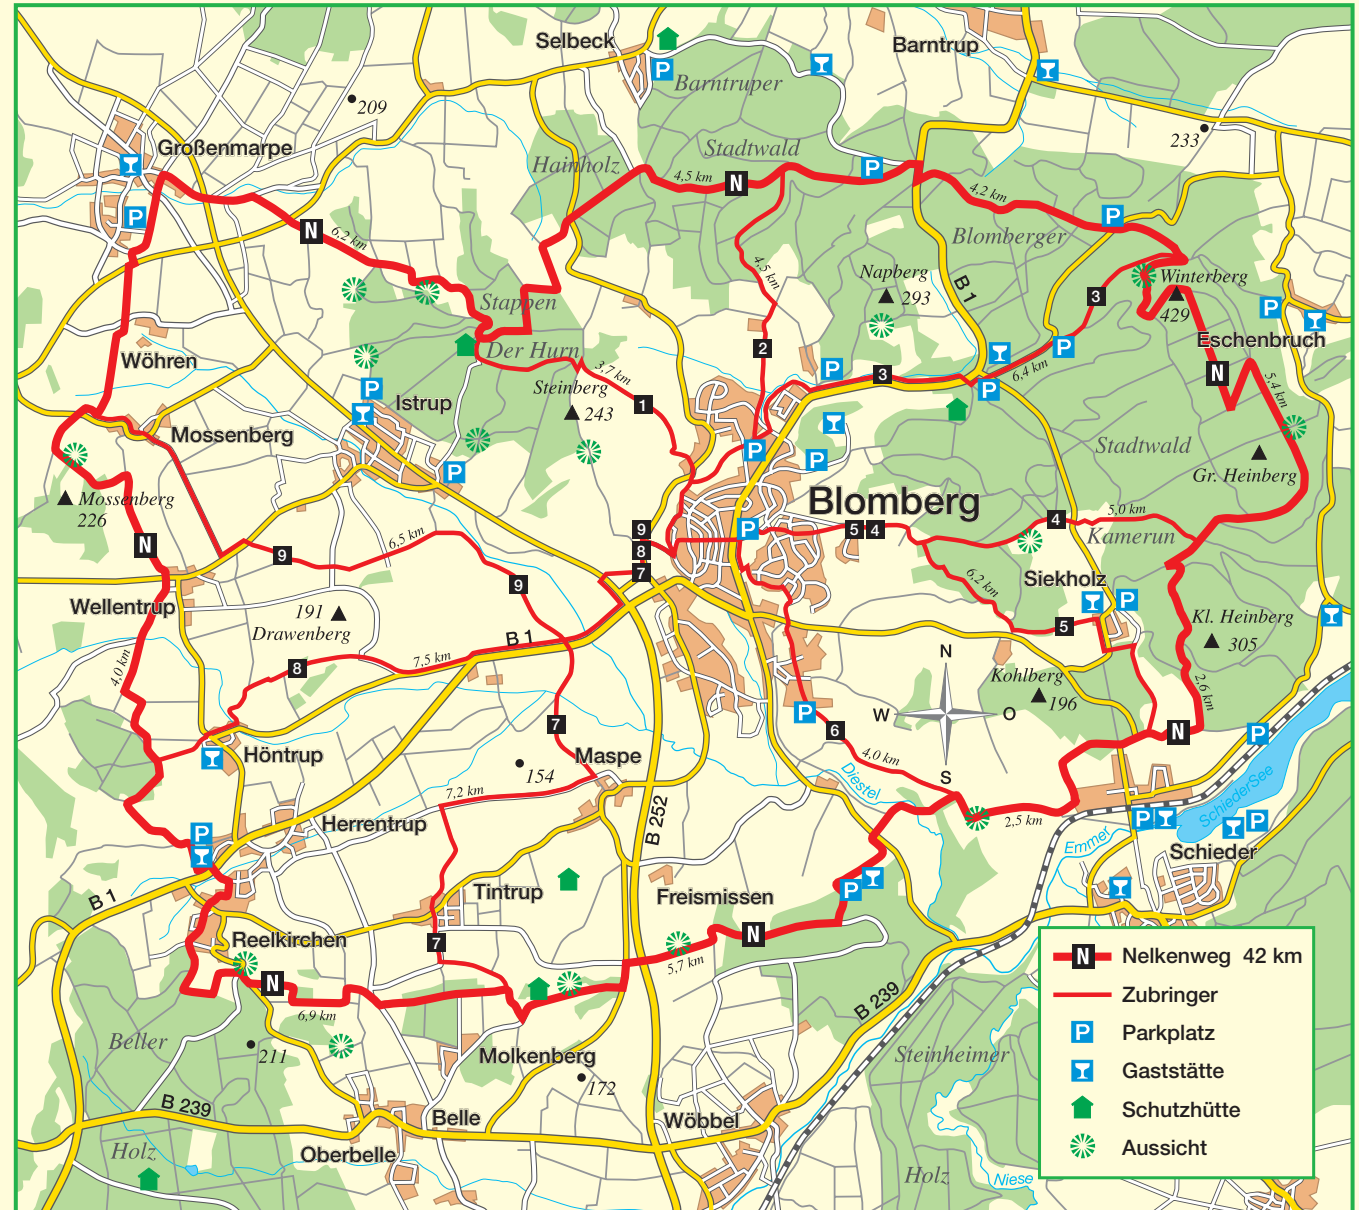 Selbeck
Barntrup
P
Barntruper
209
233
Großenmarpe
Hainholz
Stadtwald
P
4,5 km
N
4,2 km
P
P
N
6,2 km
Blomberger
4,5 km
Napberg
293
B 1
Winterberg
429
3
P
Stappen
Eschenbruch
Der Hurn
Wöhren
2
P
P
3,7 km
Steinberg
243
3
6,4 km
N
5,4 km
P
P
Istrup
1
Mossenberg
Stadtwald
P
P
P
Gr. Heinberg
Mossenberg
226
Blomberg
N
9
8
7
P
5 4
4
5,0 km
Kamerun
6,5 km
9
9
Siekholz
6,2 km
P
Wellentrup
191
Drawenberg
5
Kl. Heinberg
305
B 1
N
W
O
S
Kohlberg
196
4,0 km
8
7,5 km
2,6 km
P
7
6
N
P
Höntrup
Maspe
154
4,0 km
Diestel
7,2 km
SchiederSee
P
Herrentrup
B 252
2,5 km
P
P
Emmer
Schieder
B 1
Tintrup
Freismissen
P
Reelkirchen
7
N
5,7 km
N
6,9 km
B 239
Beller
211
Molkenberg
172
Steinheimer
B 239
Belle
Wöbbel
Oberbelle
Holz
Holz
Niese
N Nelkenweg 42 km
Zubringer
P Parkplatz
Gaststätte
Schutzhütte
Aussicht